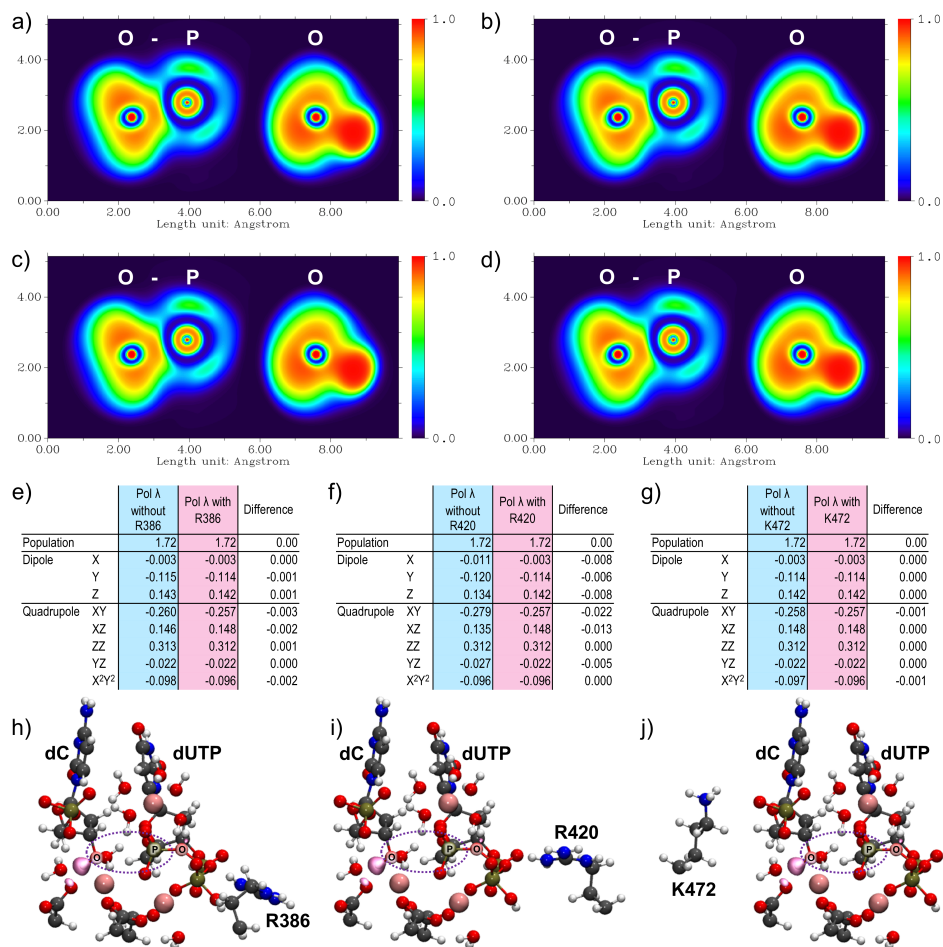 a)
O - P
O
1.0
4.00
2.00
0.00
0.0
0.00
2.00
4.00
6.00
8.00
Length unit: Angstrom
b)
O - P
O
1.0
4.00
2.00
0.00
0.0
0.00
2.00
4.00
6.00
8.00
Length unit: Angstrom
c)
O - P
O
1.0
4.00
2.00
0.00
0.0
0.00
2.00
4.00
6.00
8.00
Length unit: Angstrom
d)
O - P
O
1.0
4.00
2.00
0.00
0.0
0.00
2.00
4.00
6.00
8.00
Length unit: Angstrom
e)
Pol λ without R386 Pol λ with R386 Difference
Population 1.72 1.72 0.00
Dipole X -0.003 -0.003 0.000
Y -0.115 -0.114 -0.001
Z 0.143 0.142 0.001
Quadrupole XY -0.260 -0.257 -0.003
XZ 0.146 0.148 -0.002
ZZ 0.313 0.312 0.001
YZ -0.022 -0.022 0.000
X²Y² -0.098 -0.096 -0.002
f)
Pol λ without R420 Pol λ with R420 Difference
Population 1.72 1.72 0.00
Dipole X -0.011 -0.003 -0.008
Y -0.120 -0.114 -0.006
Z 0.134 0.142 -0.008
Quadrupole XY -0.279 -0.257 -0.022
XZ 0.135 0.148 -0.013
ZZ 0.312 0.312 0.000
YZ -0.027 -0.022 -0.005
X²Y² -0.096 -0.096 0.000
g)
Pol λ without K472 Pol λ with K472 Difference
Population 1.72 1.72 0.00
Dipole X -0.003 -0.003 0.000
Y -0.114 -0.114 0.000
Z 0.142 0.142 0.000
Quadrupole XY -0.258 -0.257 -0.001
XZ 0.148 0.148 0.000
ZZ 0.312 0.312 0.000
YZ -0.022 -0.022 0.000
X²Y² -0.097 -0.096 -0.001
h)
dC
dUTP
O
P
O
R386
i)
dC
dUTP
O
P
O
R420
j)
dC
dUTP
O
P
O
K472